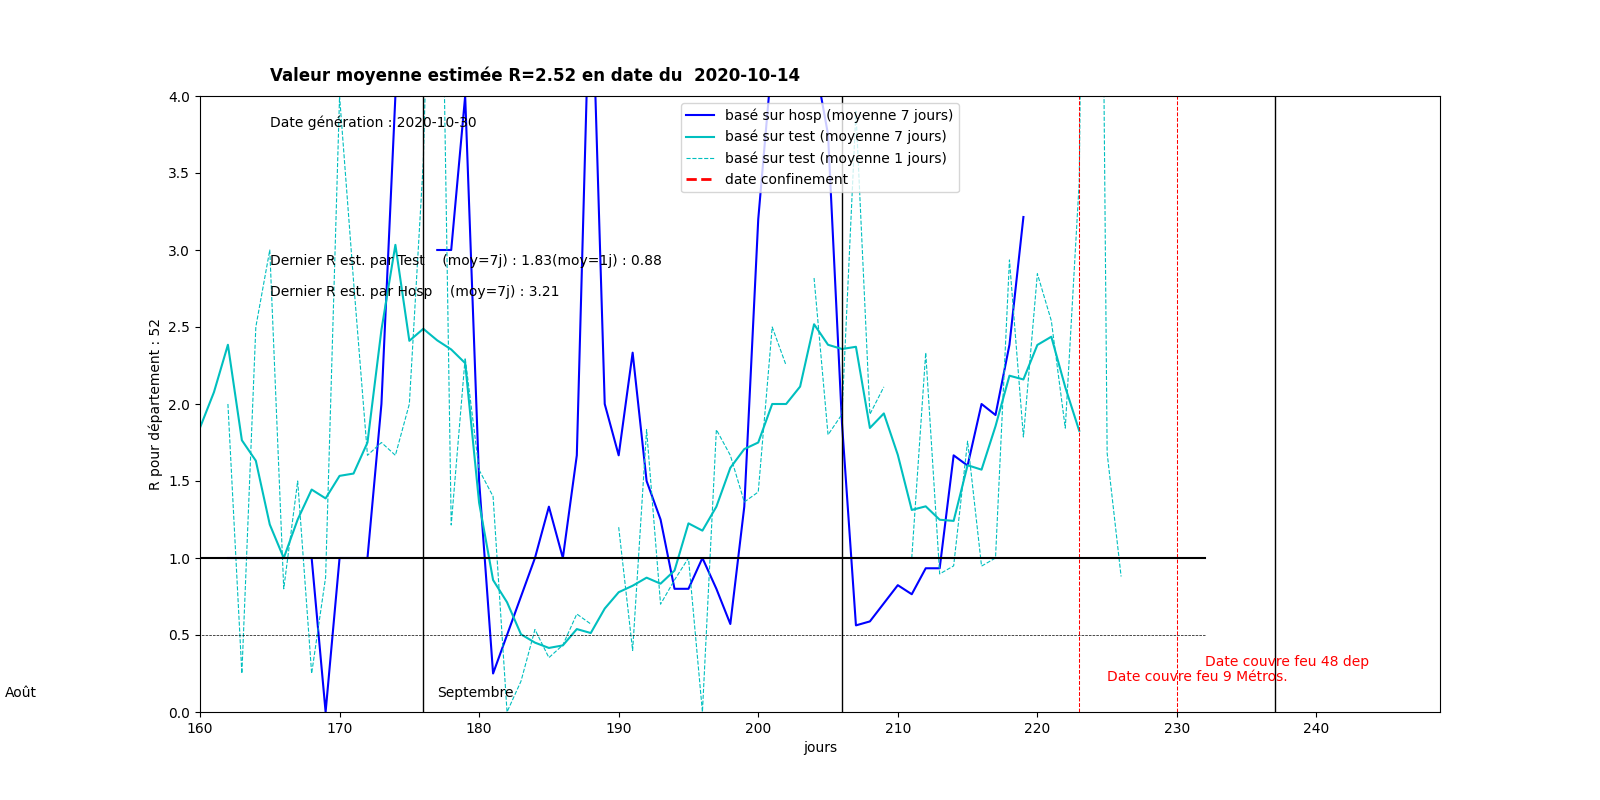 Valeur moyenne estimée R=2.52 en date du  2020-10-14
4.0
Date génération : 2020-10-30
basé sur hosp (moyenne 7 jours)
basé sur test (moyenne 7 jours)
basé sur test (moyenne 1 jours)
date confinement
3.5
3.0
Dernier R est. par Test    (moy=7j) : 1.83(moy=1j) : 0.88
Dernier R est. par Hosp    (moy=7j) : 3.21
2.5
R pour département : 52
2.0
1.5
1.0
0.5
Date couvre feu 48 dep
Date couvre feu 9 Métros.
Août
Septembre
0.0
160 170 180 190 200 210 220 230 240
jours